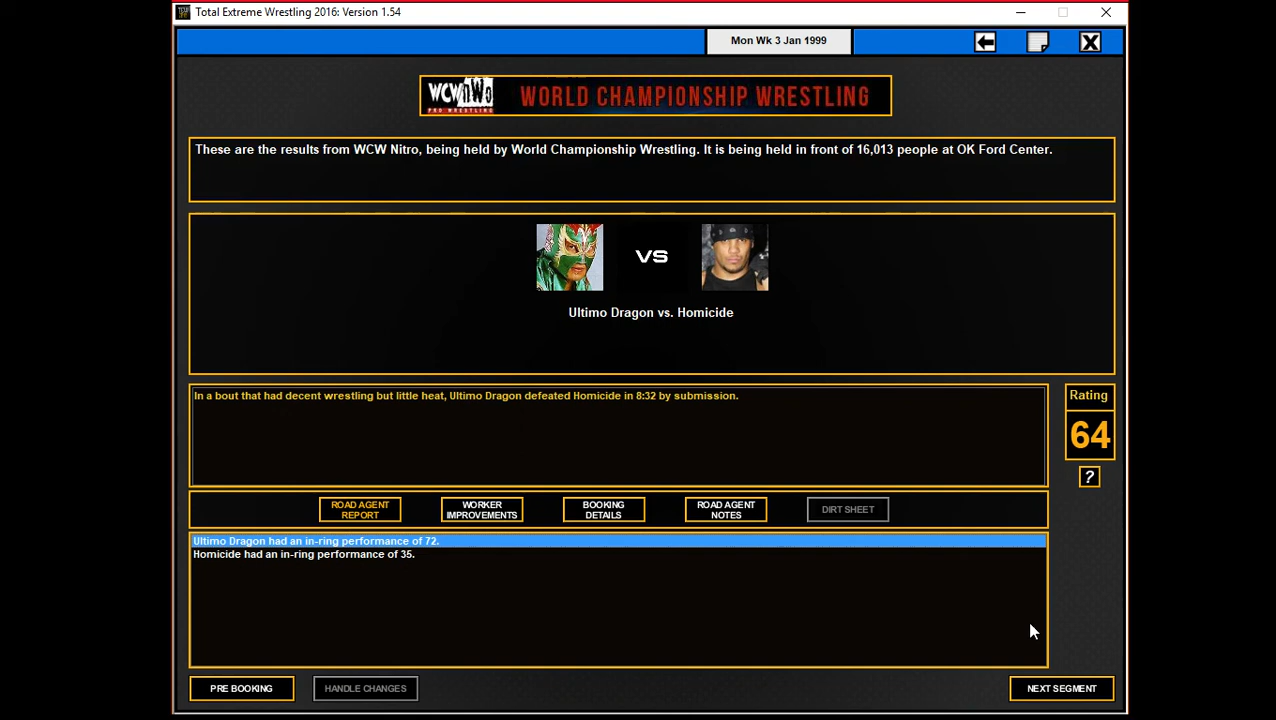 Total Extreme Wrestling 2016: Version 1.54
Mon Wk 3 Jan 1999
WCW nWo
PRO WRESTLING
WORLD CHAMPIONSHIP WRESTLING
These are the results from WCW Nitro, being held by World Championship Wrestling. It is being held in front of 16,013 people at OK Ford Center.
VS
Ultimo Dragon vs. Homicide
In a bout that had decent wrestling but little heat, Ultimo Dragon defeated Homicide in 8:32 by submission.
Rating
64
?
ROAD AGENT
REPORT
WORKER
IMPROVEMENTS
BOOKING
DETAILS
ROAD AGENT
NOTES
DIRT SHEET
Ultimo Dragon had an in-ring performance of 72.
Homicide had an in-ring performance of 35.
PRE BOOKING
HANDLE CHANGES
NEXT SEGMENT